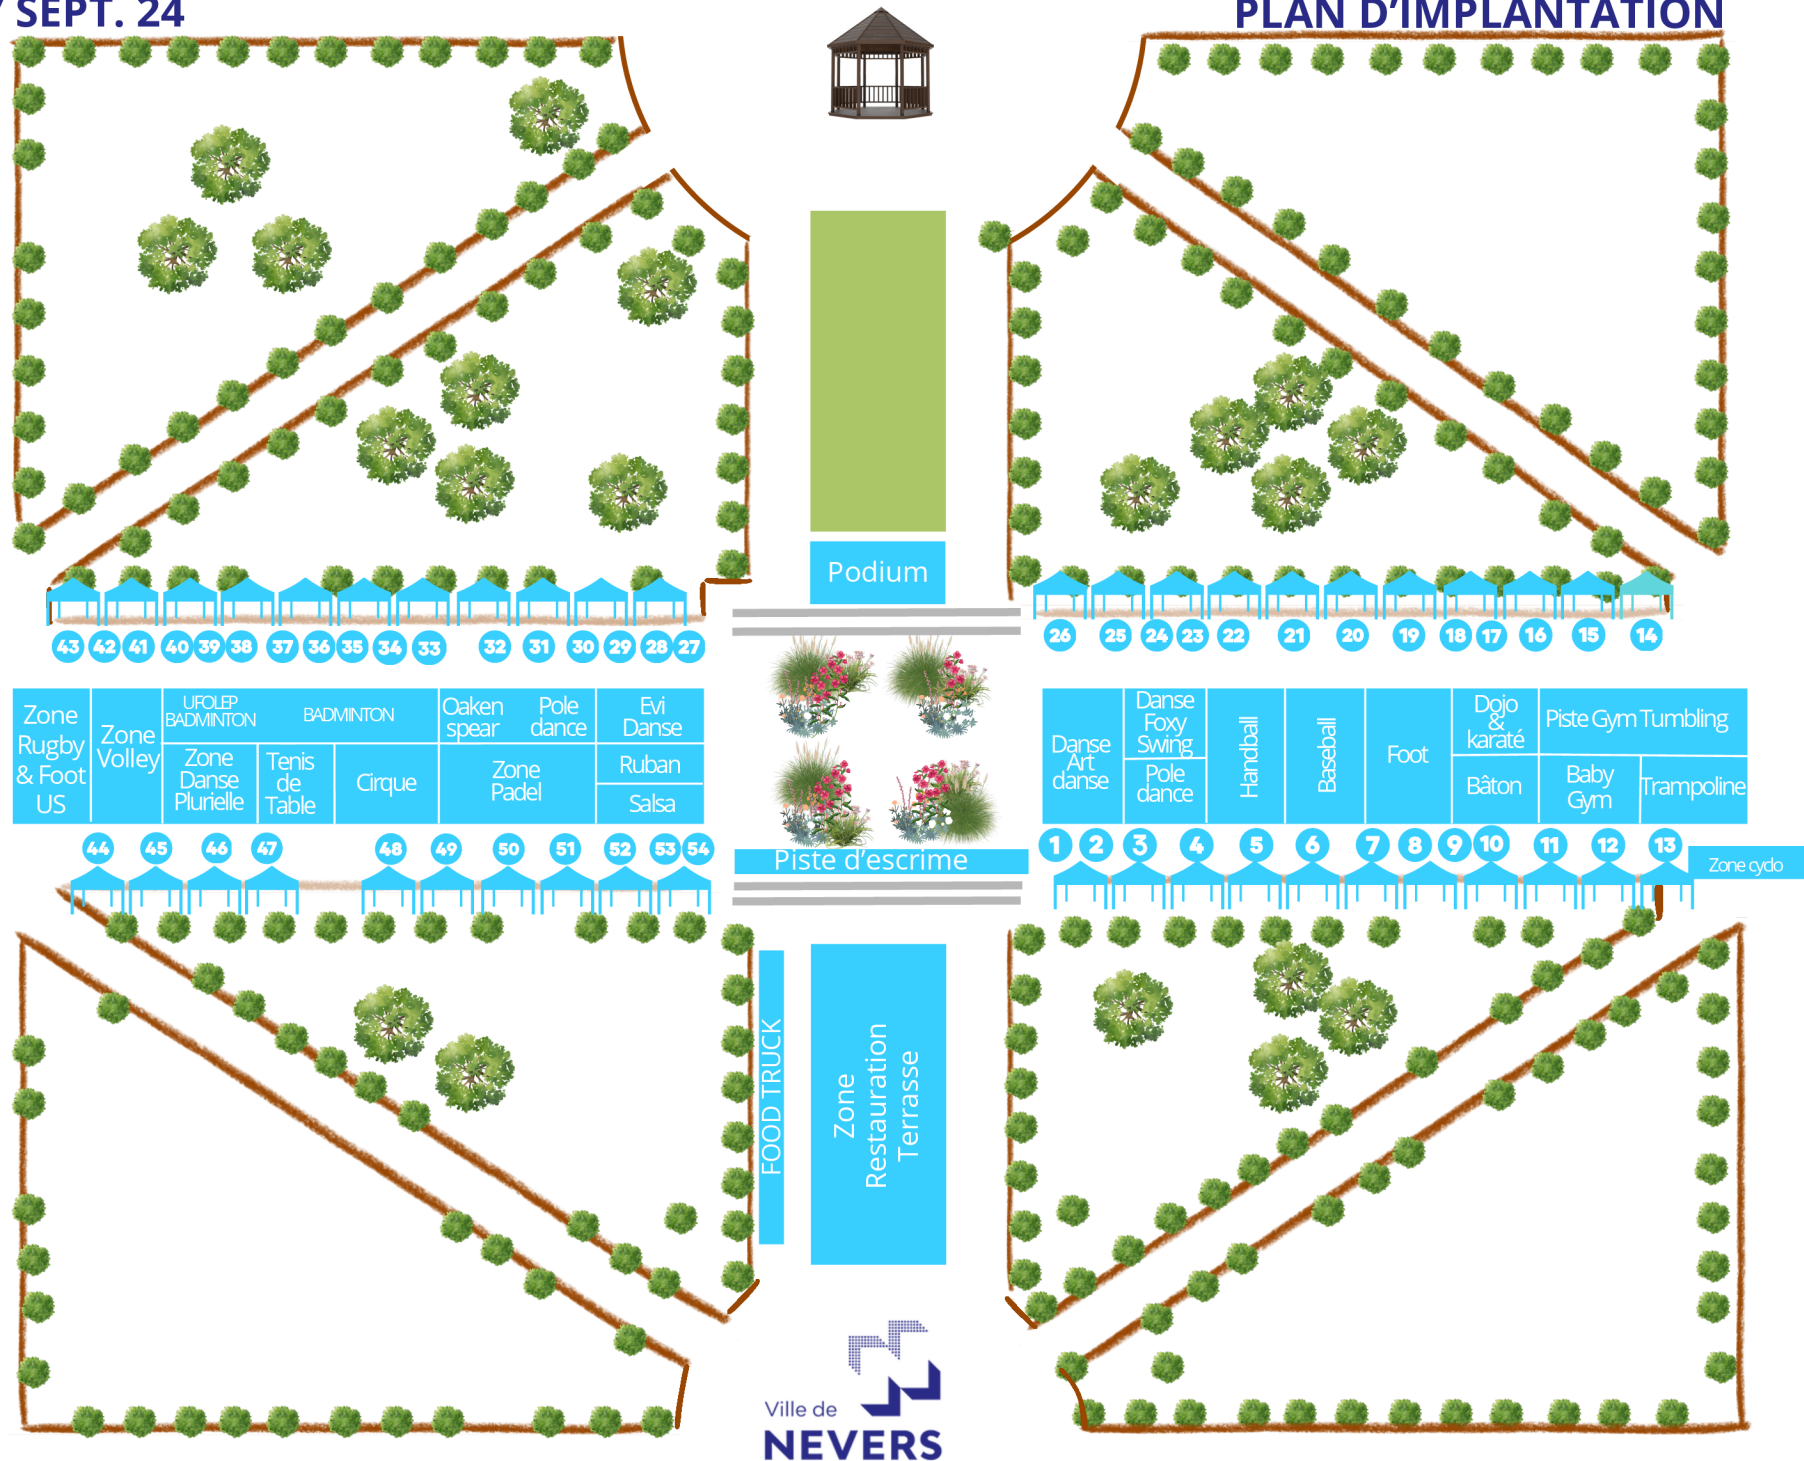 SEPT. 24
PLAN D'IMPLANTATION
Podium
43 42 41 40 39 38 37 36 35 34 33 32 31 30 29 28 27
26 25 24 23 22 21 20 19 18 17 16 15 14
Zone
Rugby
& Foot
US
Zone
Volley
UFOLEP
BADMINTON
BADMINTON
Oaken
spear
Pole
dance
Evi
Danse
Zone
Danse
Plurielle
Tenis
de
Table
Cirque
Zone
Padel
Ruban
Salsa
Danse
Art
danse
Danse
Foxy
Swing
Pole
dance
Handball
Baseball
Foot
Dojo
&
karaté
Bâton
Piste Gym Tumbling
Baby
Gym
Trampoline
44 45 46 47 48 49 50 51 52 53 54
Piste d'escrime
1 2 3 4 5 6 7 8 9 10 11 12 13
Zone cyclo
FOOD TRUCK
Zone
Restauration
Terrasse
Ville de
NEVERS